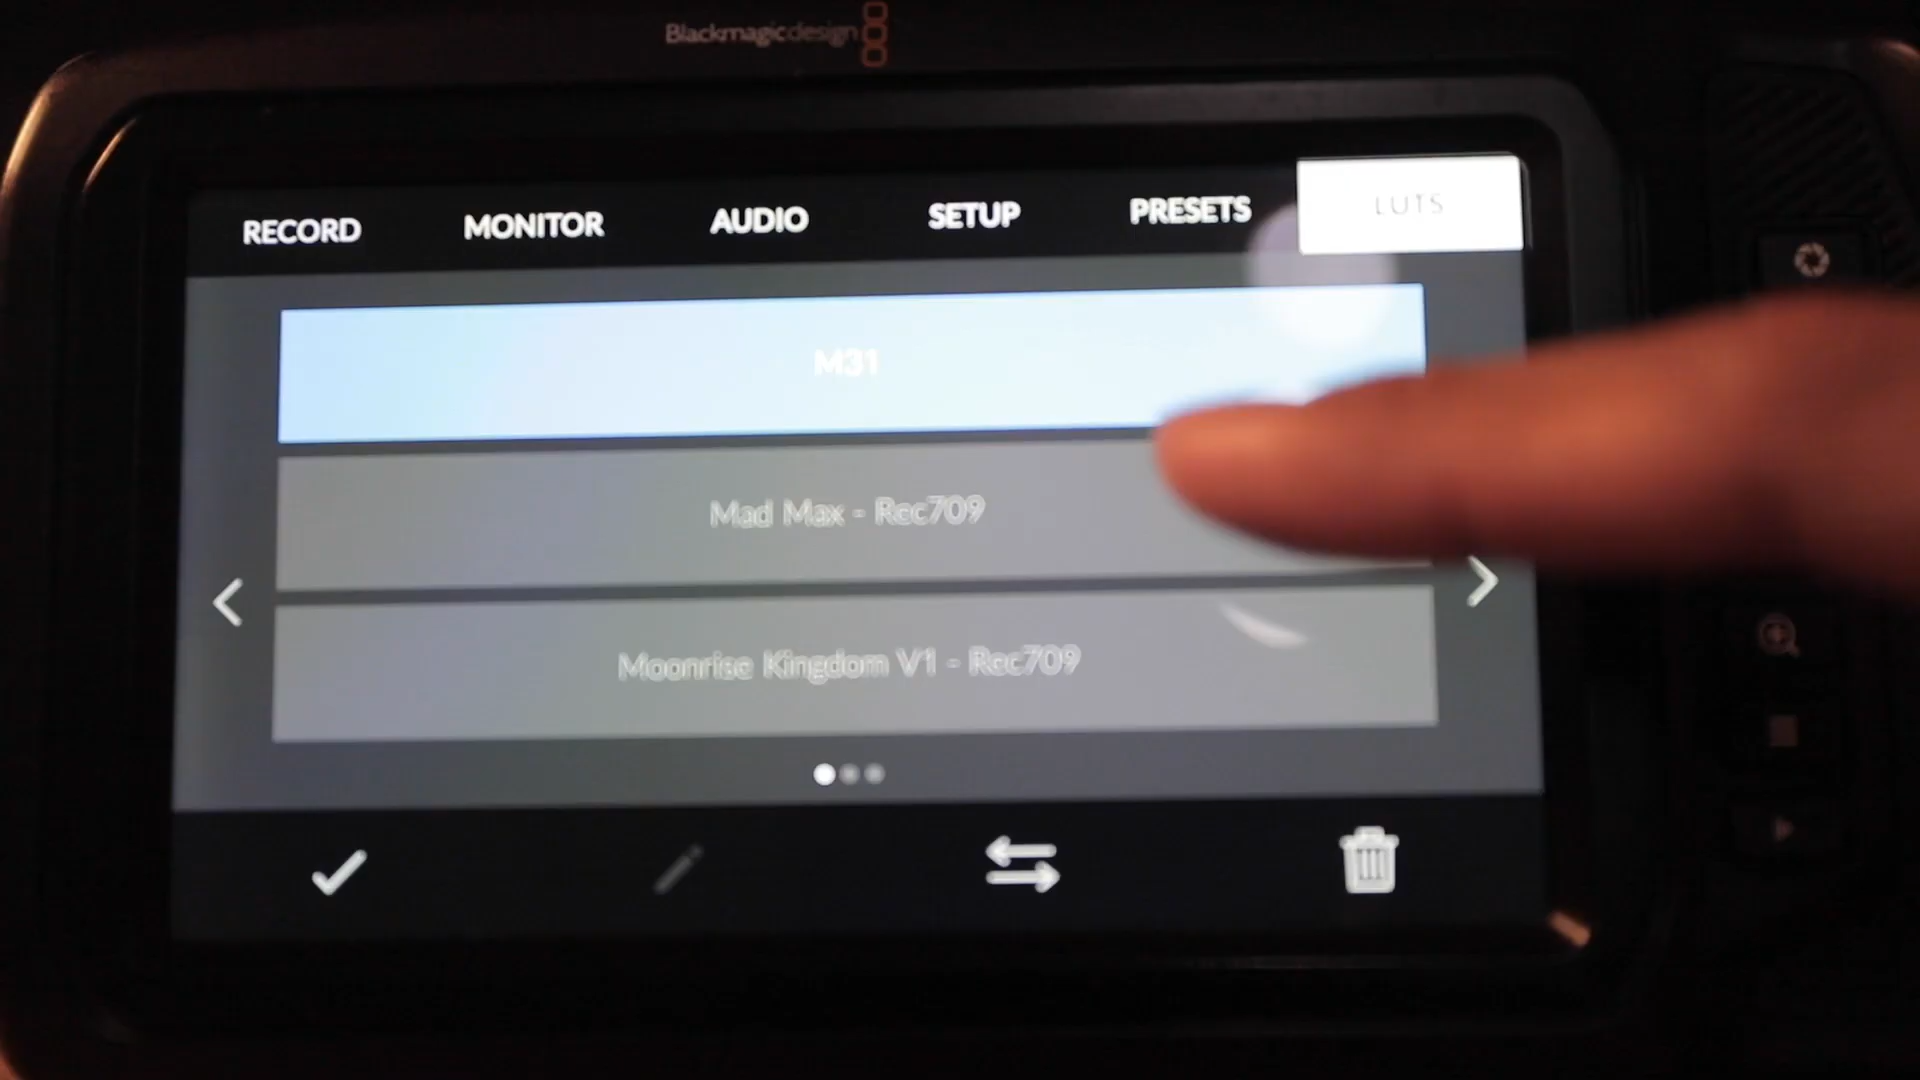 Blackmagicdesign
RECORD MONITOR AUDIO SETUP PRESETS LUTS
M31
Mad Max - Rec709
Moonrise Kingdom V1 - Rec709